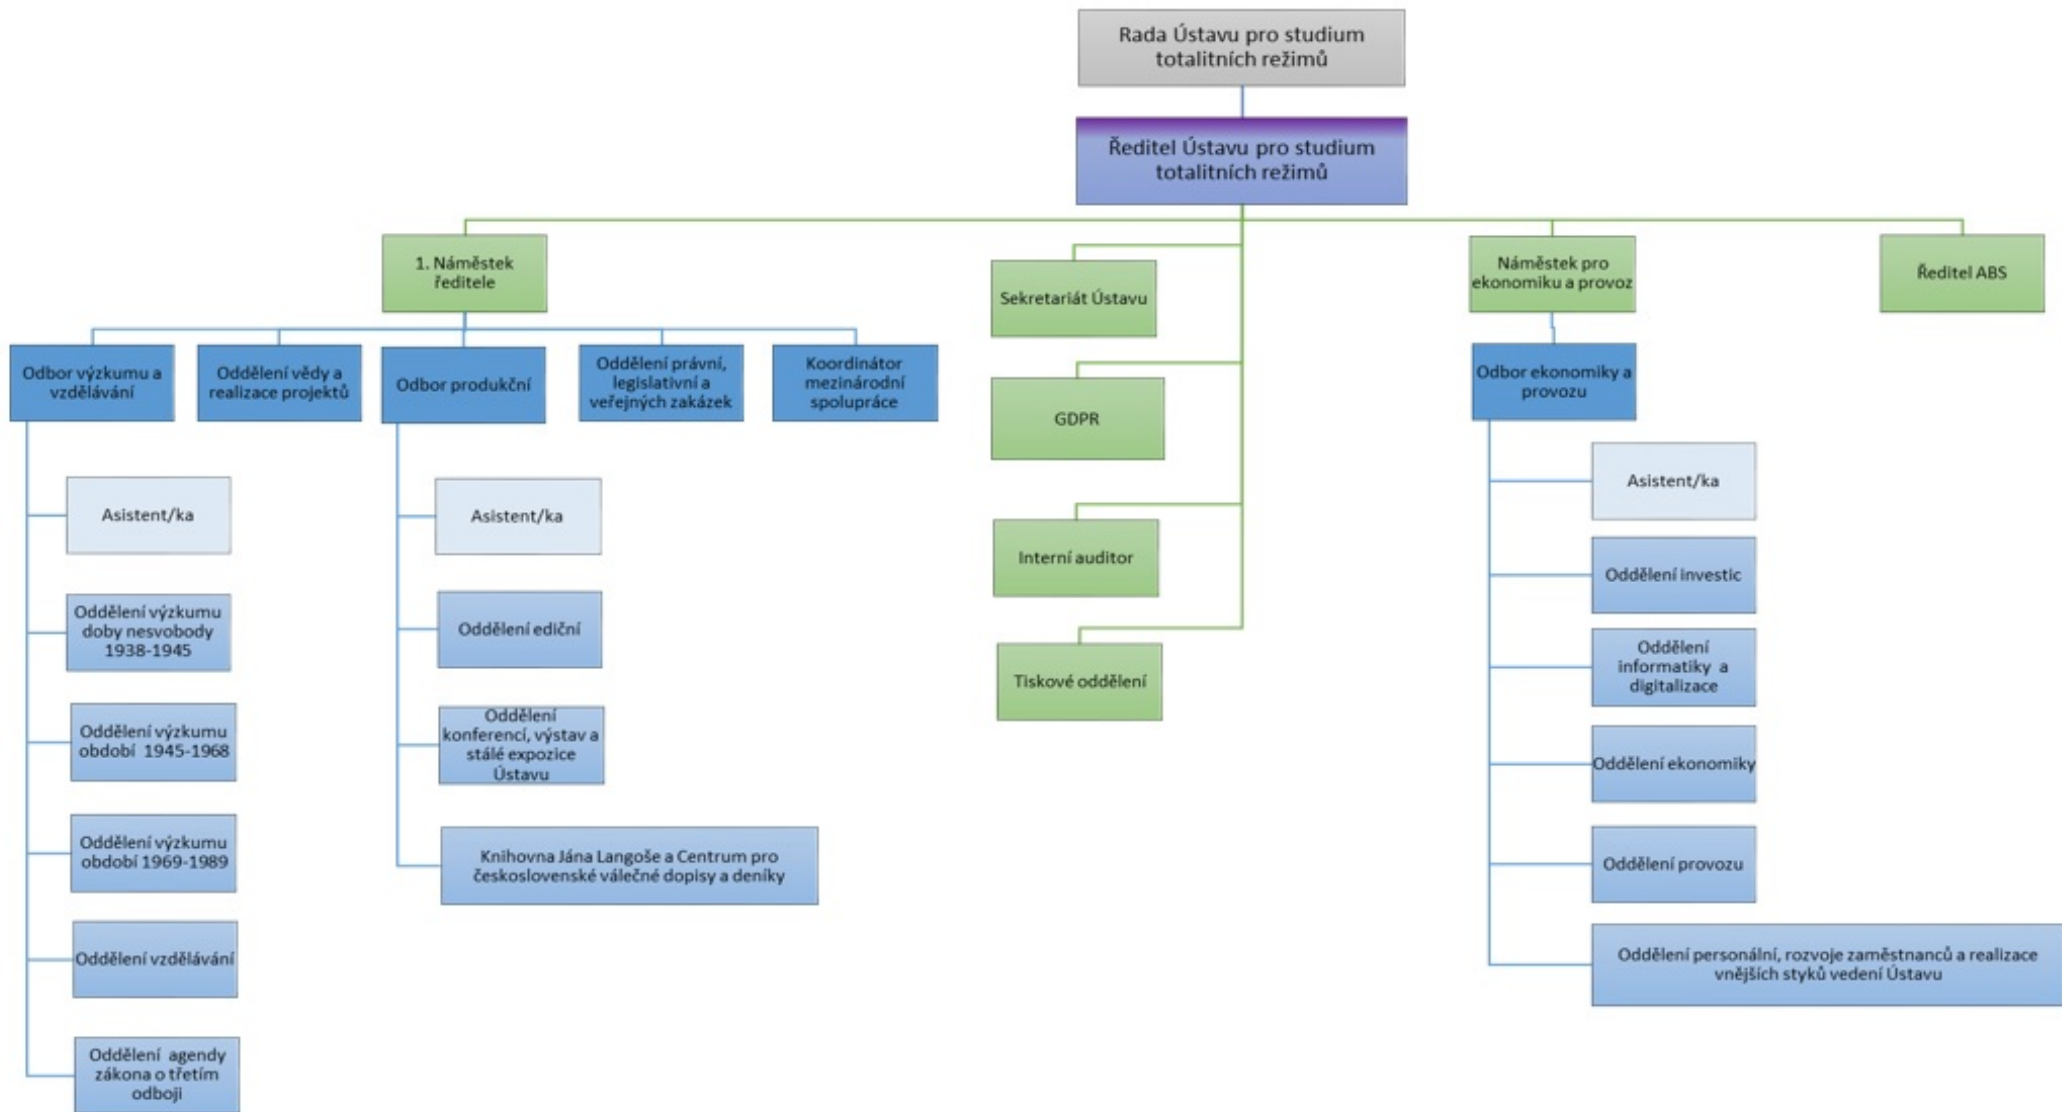 Rada Ústavu pro studium
totalitních režimů
Ředitel Ústavu pro studium
totalitních režimů
1. Náměstek
ředitele
Sekretariát Ústavu
GDPR
Interní auditor
Tiskové oddělení
Náměstek pro
ekonomiku a provoz
Ředitel ABS
Odbor výzkumu a
vzdělávání
Oddělení vědy a
realizace projektů
Odbor produkční
Oddělení právní,
legislativní a
veřejných zakázek
Koordinátor
mezinárodní
spolupráce
Odbor ekonomiky a
provozu
Asistent/ka
Oddělení výzkumu
doby nesvobody
1938-1945
Oddělení výzkumu
období 1945-1968
Oddělení výzkumu
období 1969-1989
Oddělení vzdělávání
Oddělení agendy
zákona o třetím
odboji
Asistent/ka
Oddělení ediční
Oddělení
konferencí, výstav a
stálé expozice
Ústavu
Knihovna Jána Langoše a Centrum pro
československé válečné dopisy a deníky
Asistent/ka
Oddělení investic
Oddělení
informatiky a
digitalizace
Oddělení ekonomiky
Oddělení provozu
Oddělení personální, rozvoje zaměstnanců a realizace
vnějších styků vedení Ústavu